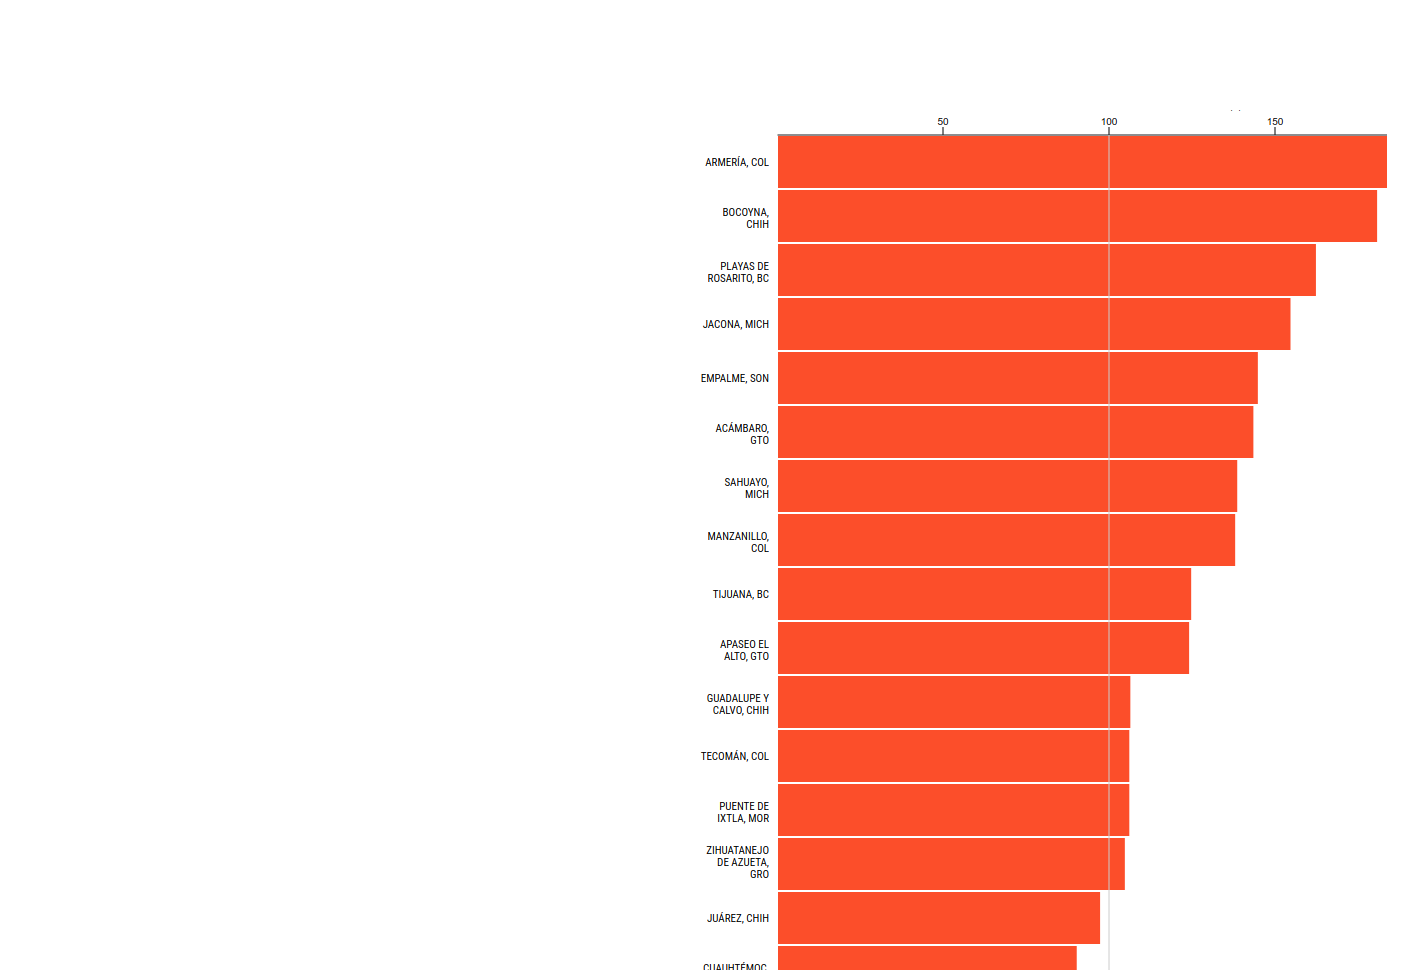 50 100 150
ARMERÍA, COL
BOCOYNA,
CHIH
PLAYAS DE
ROSARITO, BC
JACONA, MICH
EMPALME, SON
ACÁMBARO,
GTO
SAHUAYO,
MICH
MANZANILLO,
COL
TIJUANA, BC
APASEO EL
ALTO, GTO
GUADALUPE Y
CALVO, CHIH
TECOMÁN, COL
PUENTE DE
IXTLA, MOR
ZIHUATANEJO
DE AZUETA,
GRO
JUÁREZ, CHIH
CUAUHTÉMOC,